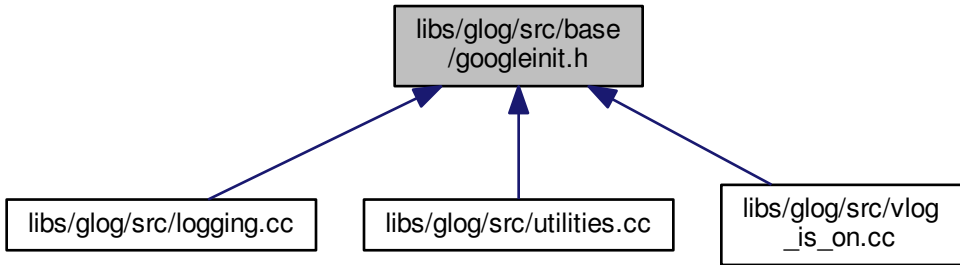 libs/glog/src/base
/googleinit.h
libs/glog/src/logging.cc
libs/glog/src/utilities.cc
libs/glog/src/vlog
_is_on.cc